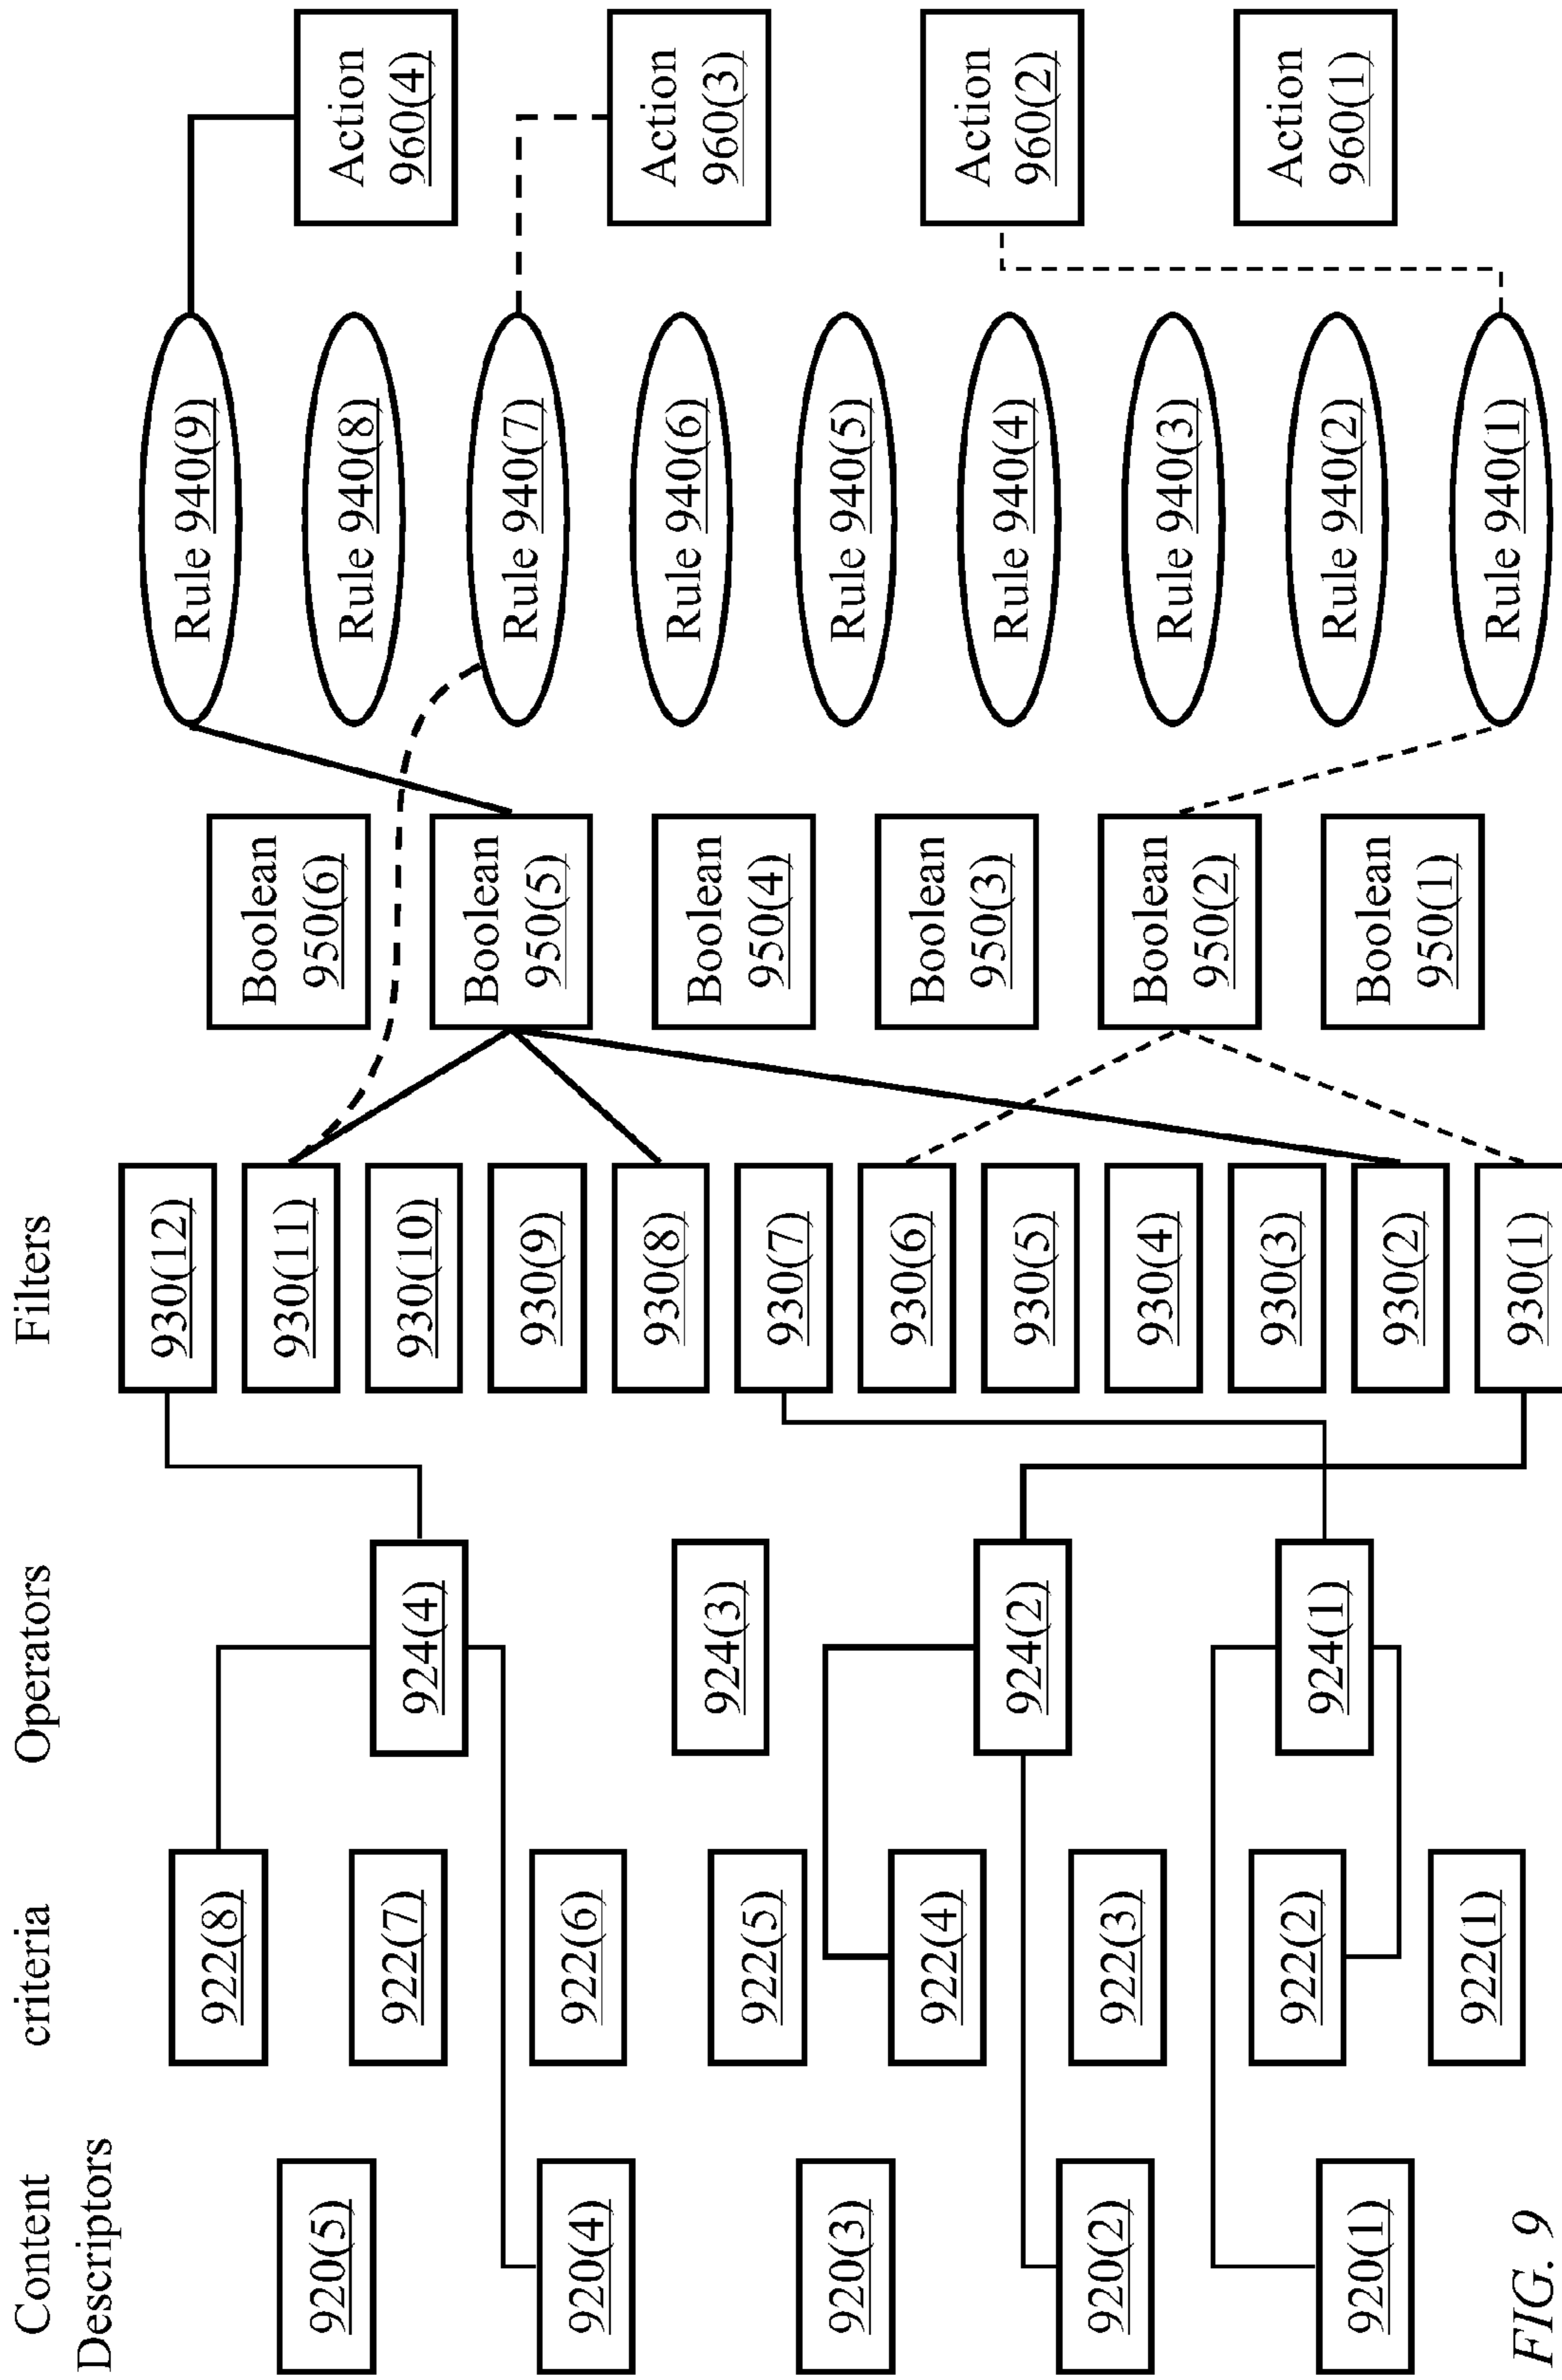 Content
Descriptors
criteria
Operators
Filters
920(5)
920(4)
920(3)
920(2)
920(1)
922(8)
922(7)
922(6)
922(5)
922(4)
922(3)
922(2)
922(1)
924(4)
924(3)
924(2)
924(1)
930(12)
930(11)
930(10)
930(9)
930(8)
930(7)
930(6)
930(5)
930(4)
930(3)
930(2)
930(1)
Boolean
950(6)
Boolean
950(5)
Boolean
950(4)
Boolean
950(3)
Boolean
950(2)
Boolean
950(1)
Rule 940(9)
Rule 940(8)
Rule 940(7)
Rule 940(6)
Rule 940(5)
Rule 940(4)
Rule 940(3)
Rule 940(2)
Rule 940(1)
Action
960(4)
Action
960(3)
Action
960(2)
Action
960(1)
FIG. 9